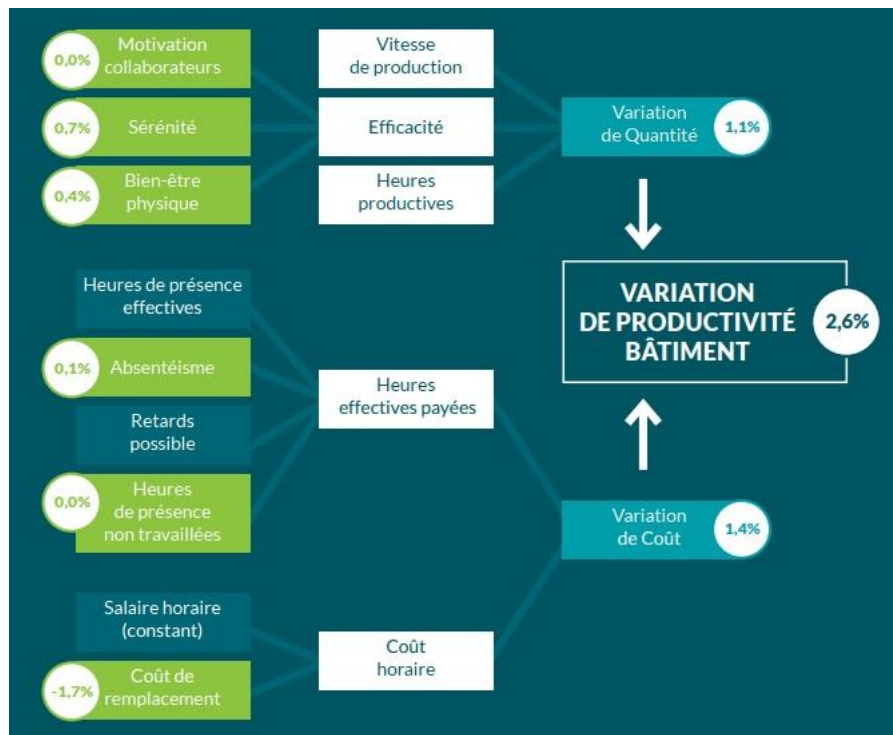 0,0%
Motivation
collaborateurs
Vitesse
de production
0,7%
Sérénité
Efficacité
Variation
de Quantité
1,1%
0,4%
Bien-être
physique
Heures
productives
Heures de présence
effectives
VARIATION
DE PRODUCTIVITÉ
BÂTIMENT
2,6%
0,1%
Absentéisme
Heures
effectives payées
Retards
possible
0,0%
Heures
de présence
non travaillées
Variation
de Coût
1,4%
Salaire horaire
(constant)
Coût
horaire
-1,7%
Coût de
remplacement